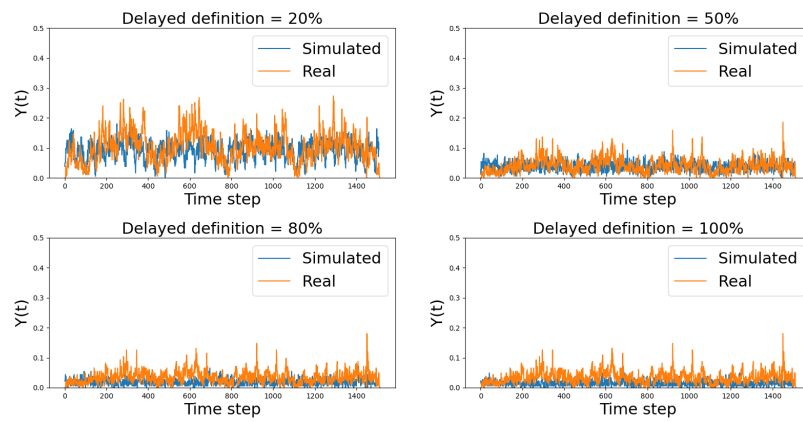 Delayed definition = 20%
0.5
0.4
0.3
0.2
0.1
0.0
Y(t)
Simulated
Real
0 200 400 600 800 1000 1200 1400
Time step
Delayed definition = 50%
0.5
0.4
0.3
0.2
0.1
0.0
Y(t)
Simulated
Real
0 200 400 600 800 1000 1200 1400
Time step
Delayed definition = 80%
0.5
0.4
0.3
0.2
0.1
0.0
Y(t)
Simulated
Real
0 200 400 600 800 1000 1200 1400
Time step
Delayed definition = 100%
0.5
0.4
0.3
0.2
0.1
0.0
Y(t)
Simulated
Real
0 200 400 600 800 1000 1200 1400
Time step